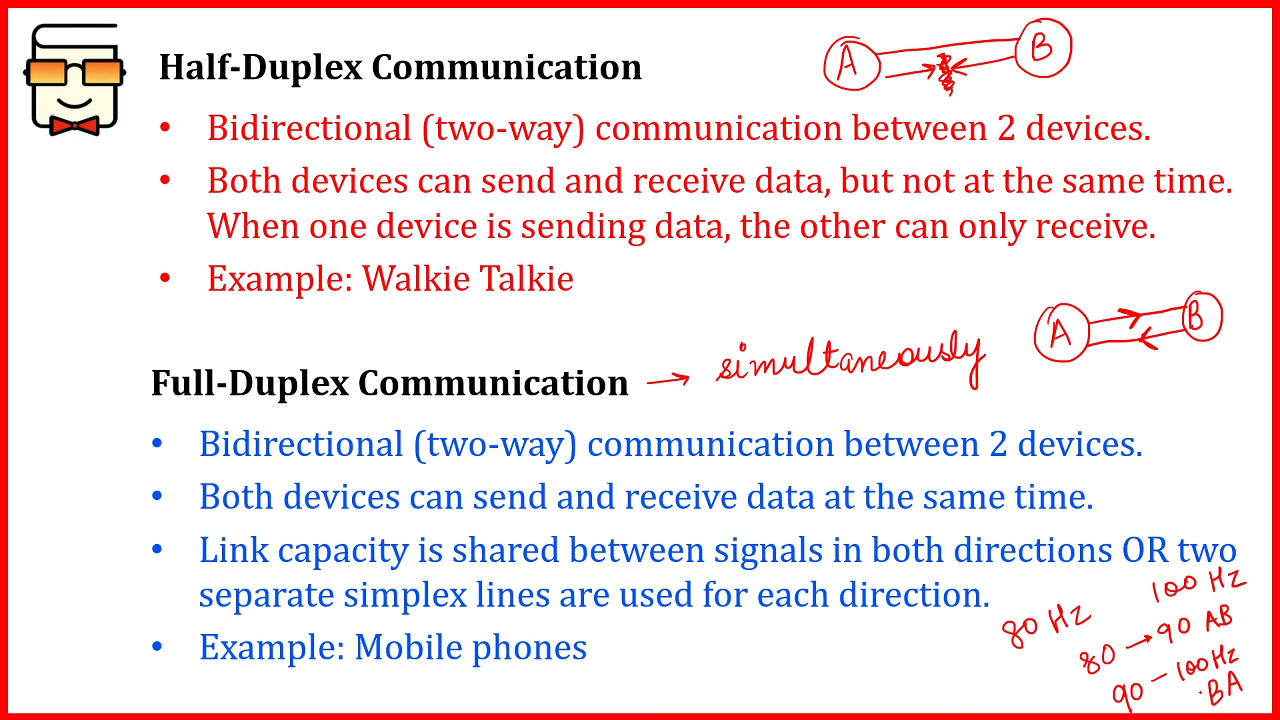 A B
Half-Duplex Communication
• Bidirectional (two-way) communication between 2 devices.
• Both devices can send and receive data, but not at the same time.
When one device is sending data, the other can only receive.
• Example: Walkie Talkie
A B
Full-Duplex Communication → simultaneously
• Bidirectional (two-way) communication between 2 devices.
• Both devices can send and receive data at the same time.
• Link capacity is shared between signals in both directions OR two
separate simplex lines are used for each direction.
• Example: Mobile phones
80 Hz 100 Hz
80 → 90 AB
90 - 100 Hz
BA